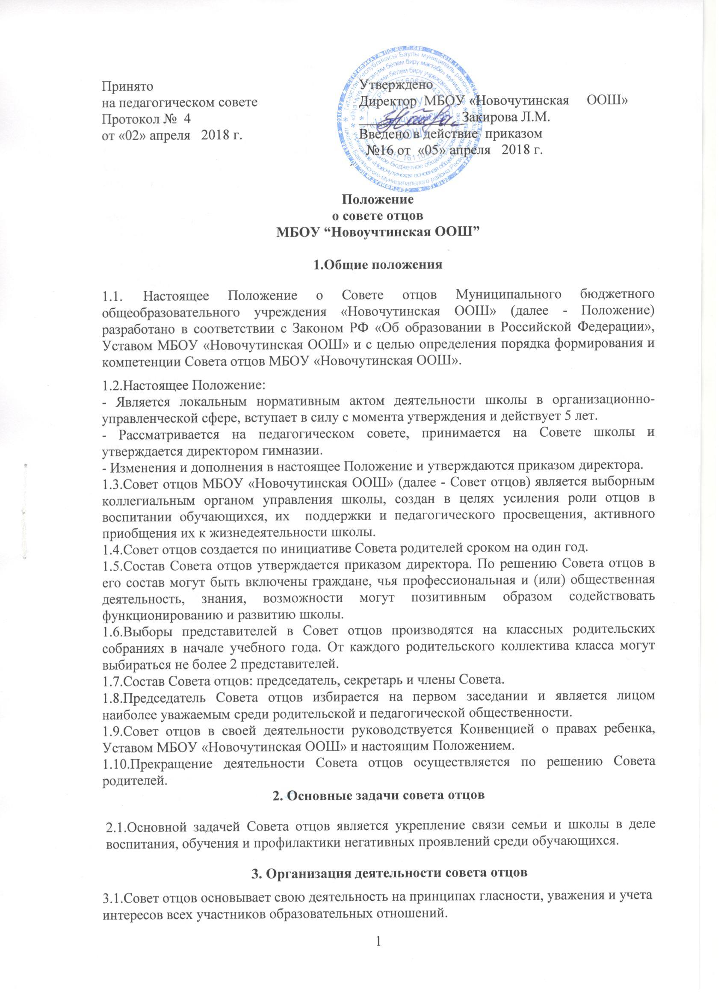 Принято
на педагогическом совете
Протокол № 4
от «02» апреля 2018 г.
Утверждено
Директор МБОУ «Новочутинская ООШ»
Закирова Л.М.
Введено в действие приказом
№16 от «05» апреля 2018 г.
Положение
о совете отцов
МБОУ “Новоучтинская ООШ”
1.Общие положения
1.1. Настоящее Положение о Совете отцов Муниципального бюджетного
общеобразовательного учреждения «Новочутинская ООШ» (далее - Положение)
разработано в соответствии с Законом РФ «Об образовании в Российской Федерации»,
Уставом МБОУ «Новочутинская ООШ» и с целью определения порядка формирования и
компетенции Совета отцов МБОУ «Новочутинская ООШ».
1.2.Настоящее Положение:
- Является локальным нормативным актом деятельности школы в организационно-
управленческой сфере, вступает в силу с момента утверждения и действует 5 лет.
- Рассматривается на педагогическом совете, принимается на Совете школы и
утверждается директором гимназии.
- Изменения и дополнения в настоящее Положение и утверждаются приказом директора.
1.3.Совет отцов МБОУ «Новочутинская ООШ» (далее - Совет отцов) является выборным
коллегиальным органом управления школы, создан в целях усиления роли отцов в
воспитании обучающихся, их поддержки и педагогического просвещения, активного
приобщения их к жизнедеятельности школы.
1.4.Совет отцов создается по инициативе Совета родителей сроком на один год.
1.5.Состав Совета отцов утверждается приказом директора. По решению Совета отцов в
его состав могут быть включены граждане, чья профессиональная и (или) общественная
деятельность, знания, возможности могут позитивным образом содействовать
функционированию и развитию школы.
1.6.Выборы представителей в Совет отцов производятся на классных родительских
собраниях в начале учебного года. От каждого родительского коллектива класса могут
выбираться не более 2 представителей.
1.7.Состав Совета отцов: председатель, секретарь и члены Совета.
1.8.Председатель Совета отцов избирается на первом заседании и является лицом
наиболее уважаемым среди родительской и педагогической общественности.
1.9.Совет отцов в своей деятельности руководствуется Конвенцией о правах ребенка,
Уставом МБОУ «Новочутинская ООШ» и настоящим Положением.
1.10.Прекращение деятельности Совета отцов осуществляется по решению Совета
родителей.
2. Основные задачи совета отцов
2.1.Основной задачей Совета отцов является укрепление связи семьи и школы в деле
воспитания, обучения и профилактики негативных проявлений среди обучающихся.
3. Организация деятельности совета отцов
3.1.Совет отцов основывает свою деятельность на принципах гласности, уважения и учета
интересов всех участников образовательных отношений.
1